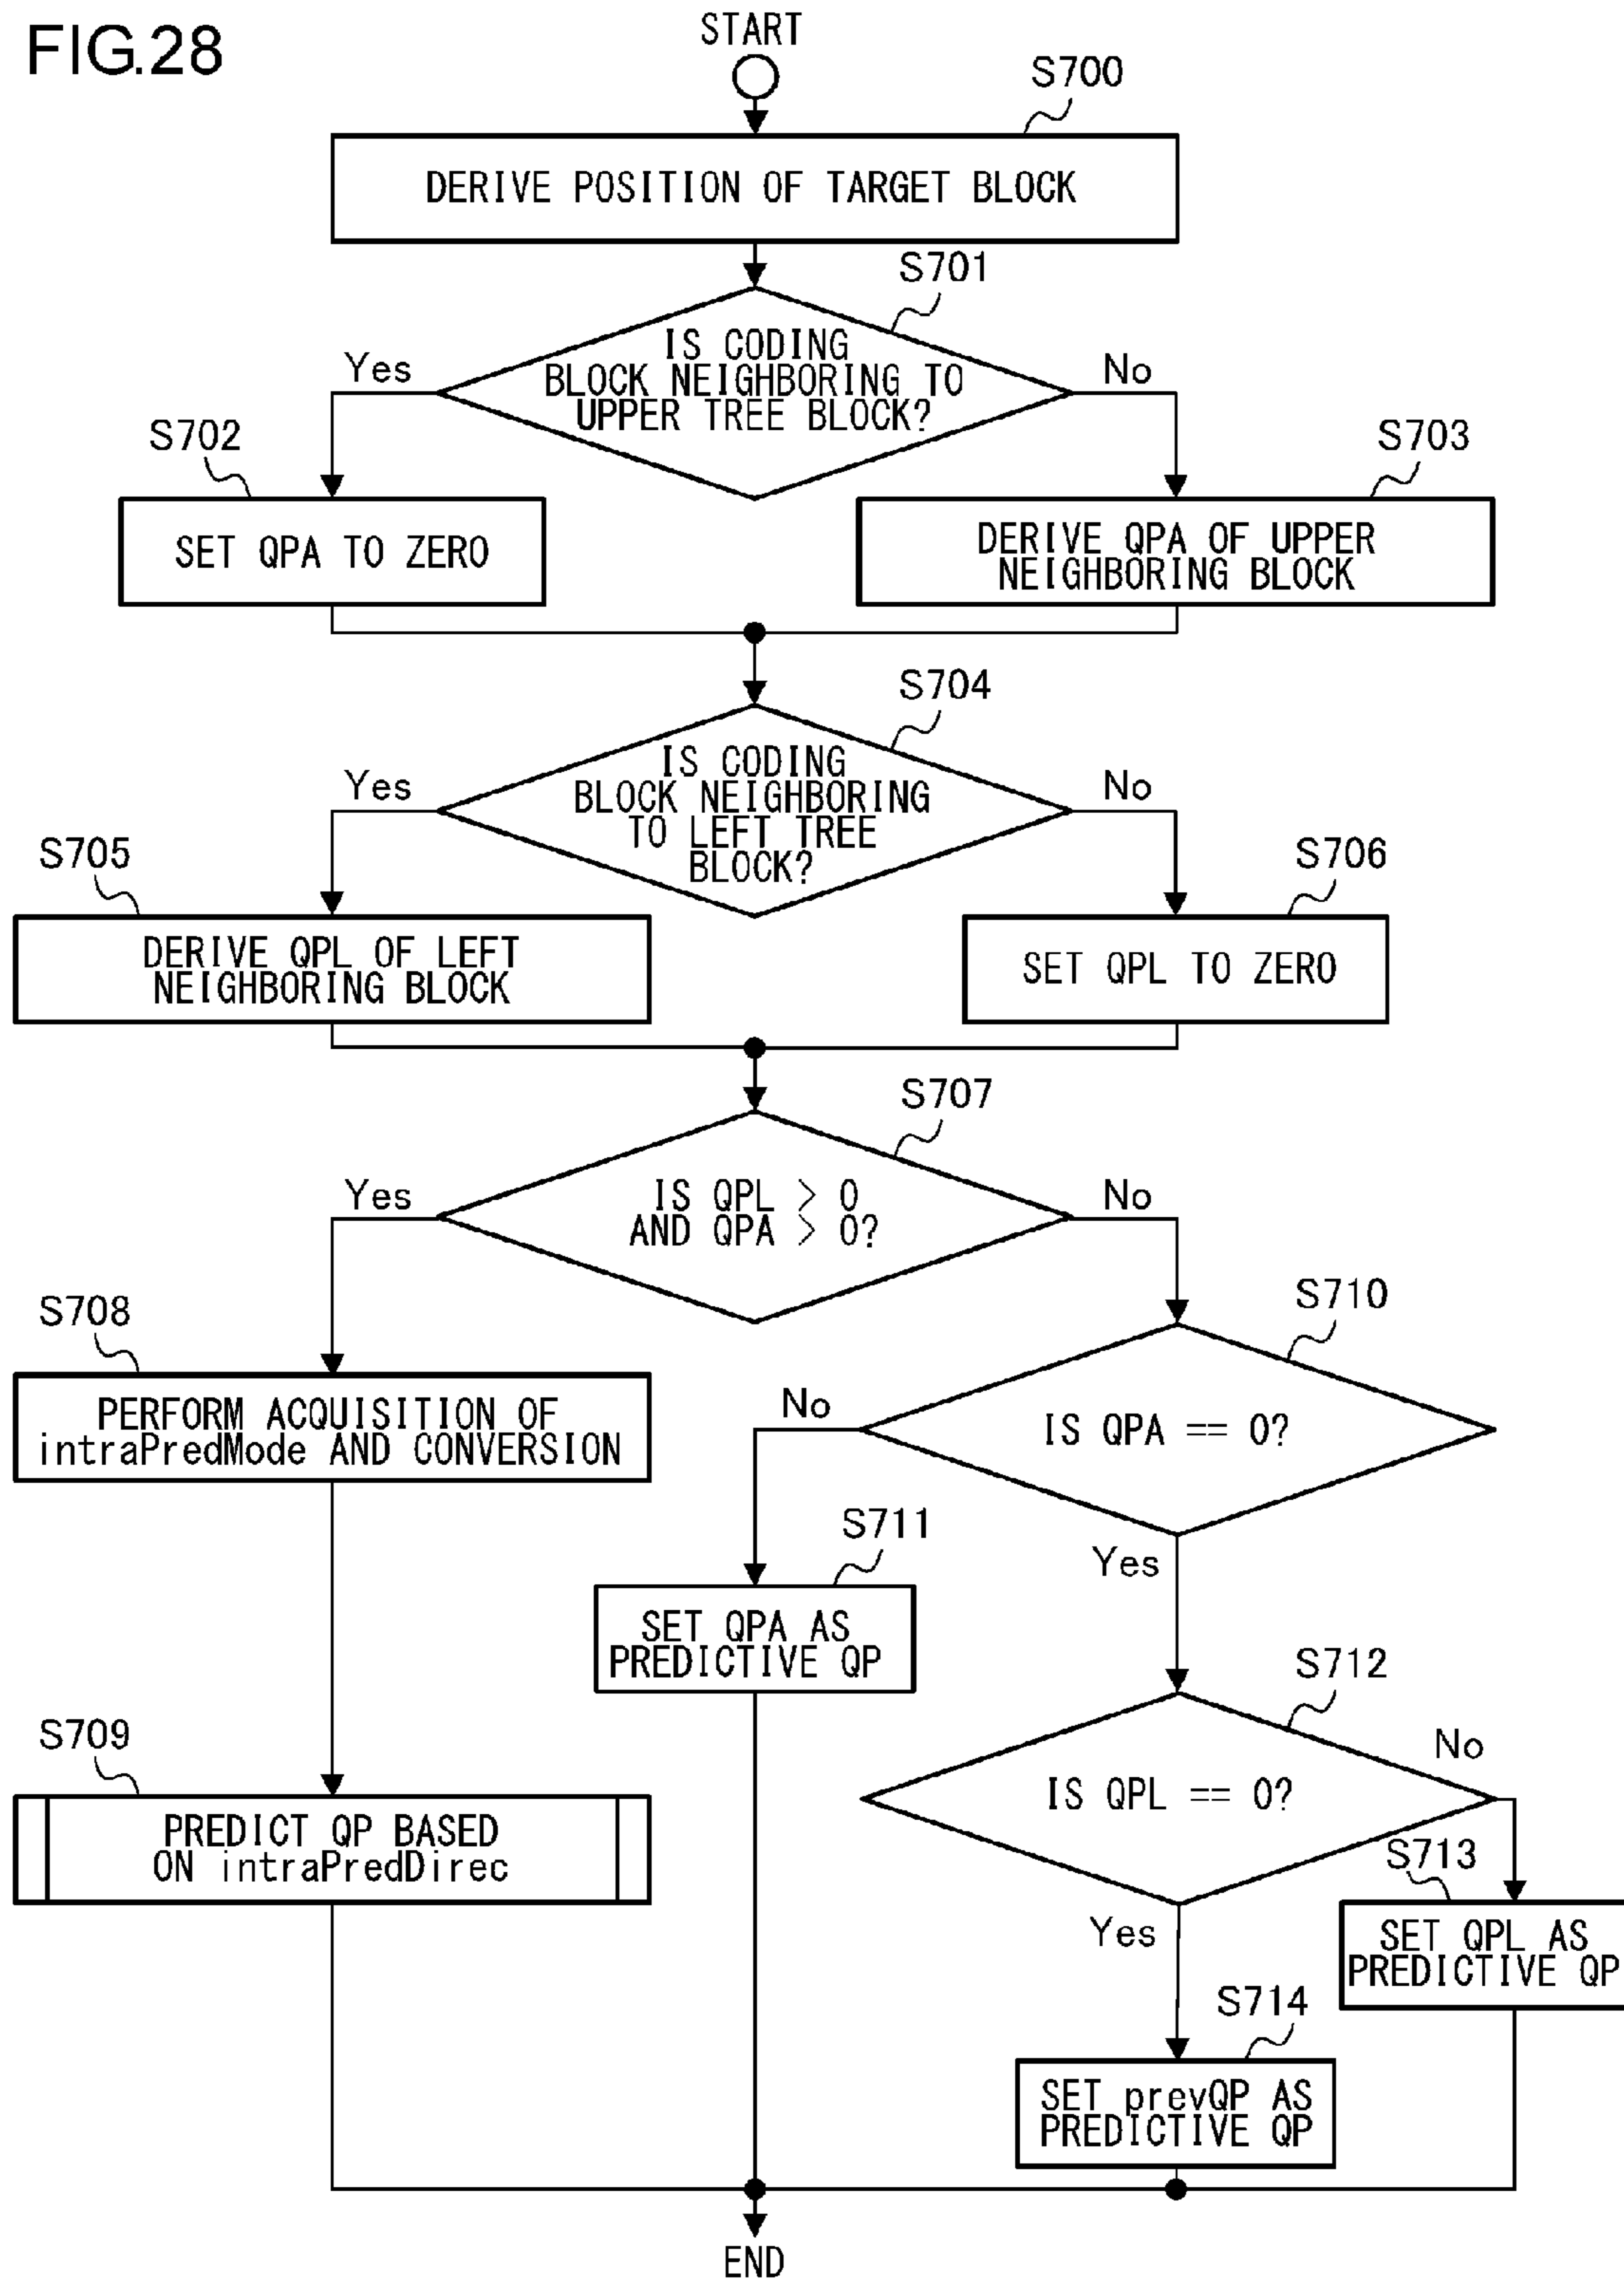 FIG.28
START
S700
DERIVE POSITION OF TARGET BLOCK
S701
IS CODING
BLOCK NEIGHBORING TO
UPPER TREE BLOCK?
Yes
No
S702
SET QPA TO ZERO
S703
DERIVE QPA OF UPPER
NEIGHBORING BLOCK
S704
IS CODING
BLOCK NEIGHBORING
TO LEFT TREE
BLOCK?
Yes
No
S705
DERIVE QPL OF LEFT
NEIGHBORING BLOCK
S706
SET QPL TO ZERO
S707
IS QPL > 0
AND QPA > 0?
Yes
No
S708
PERFORM ACQUISITION OF
intraPredMode AND CONVERSION
S710
IS QPA == 0?
No
Yes
S711
SET QPA AS
PREDICTIVE QP
S709
PREDICT QP BASED
ON intraPredDirec
S712
IS QPL == 0?
No
Yes
S713
SET QPL AS
PREDICTIVE QP
S714
SET prevQP AS
PREDICTIVE QP
END